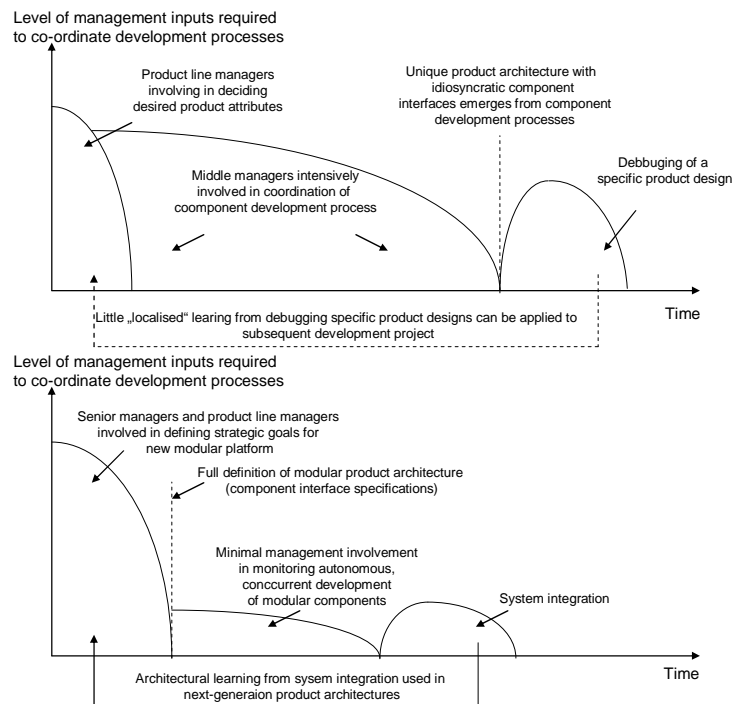 Level of management inputs required
to co-ordinate development processes
Product line managers
involving in deciding
desired product attributes
Unique product architecture with
idiosyncratic component
interfaces emerges from component
development processes
Middle managers intensively
involved in coordination of
coomponent development process
Debbuging of a
specific product design
Time
Little „localised“ learing from debugging specific product designs can be applied to
subsequent development project
Level of management inputs required
to co-ordinate development processes
Senior managers and product line managers
involved in defining strategic goals for
new modular platform
Full definition of modular product architecture
(component interface specifications)
Minimal management involvement
in monitoring autonomous,
conccurrent development
of modular components
System integration
Time
Architectural learning from sysem integration used in
next-generaion product architectures